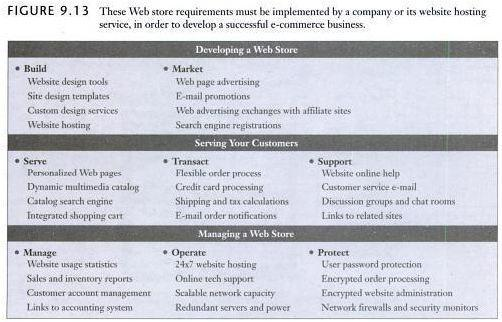 FIGURE 9.13 These Web store requirements must be implemented by a company or its website hosting
service, in order to develop a successful e-commerce business.
Developing a Web Store
• Build
Website design tools
Site design templates
Custom design services
Website hosting
• Market
Web page advertising
E-mail promotions
Web advertising exchanges with affiliate sites
Search engine registrations
Serving Your Customers
• Serve
Personalized Web pages
Dynamic multimedia catalog
Catalog search engine
Integrated shopping cart
• Transact
Flexible order process
Credit card processing
Shipping and tax calculations
E-mail order notifications
• Support
Website online help
Customer service e-mail
Discussion groups and chat rooms
Links to related sites
Managing a Web Store
• Manage
Website usage statistics
Sales and inventory reports
Customer account management
Links to accounting system
• Operate
24x7 website hosting
Online tech support
Scalable network capacity
Redundant servers and power
• Protect
User password protection
Encrypted order processing
Encrypted website administration
Network firewalls and security monitors